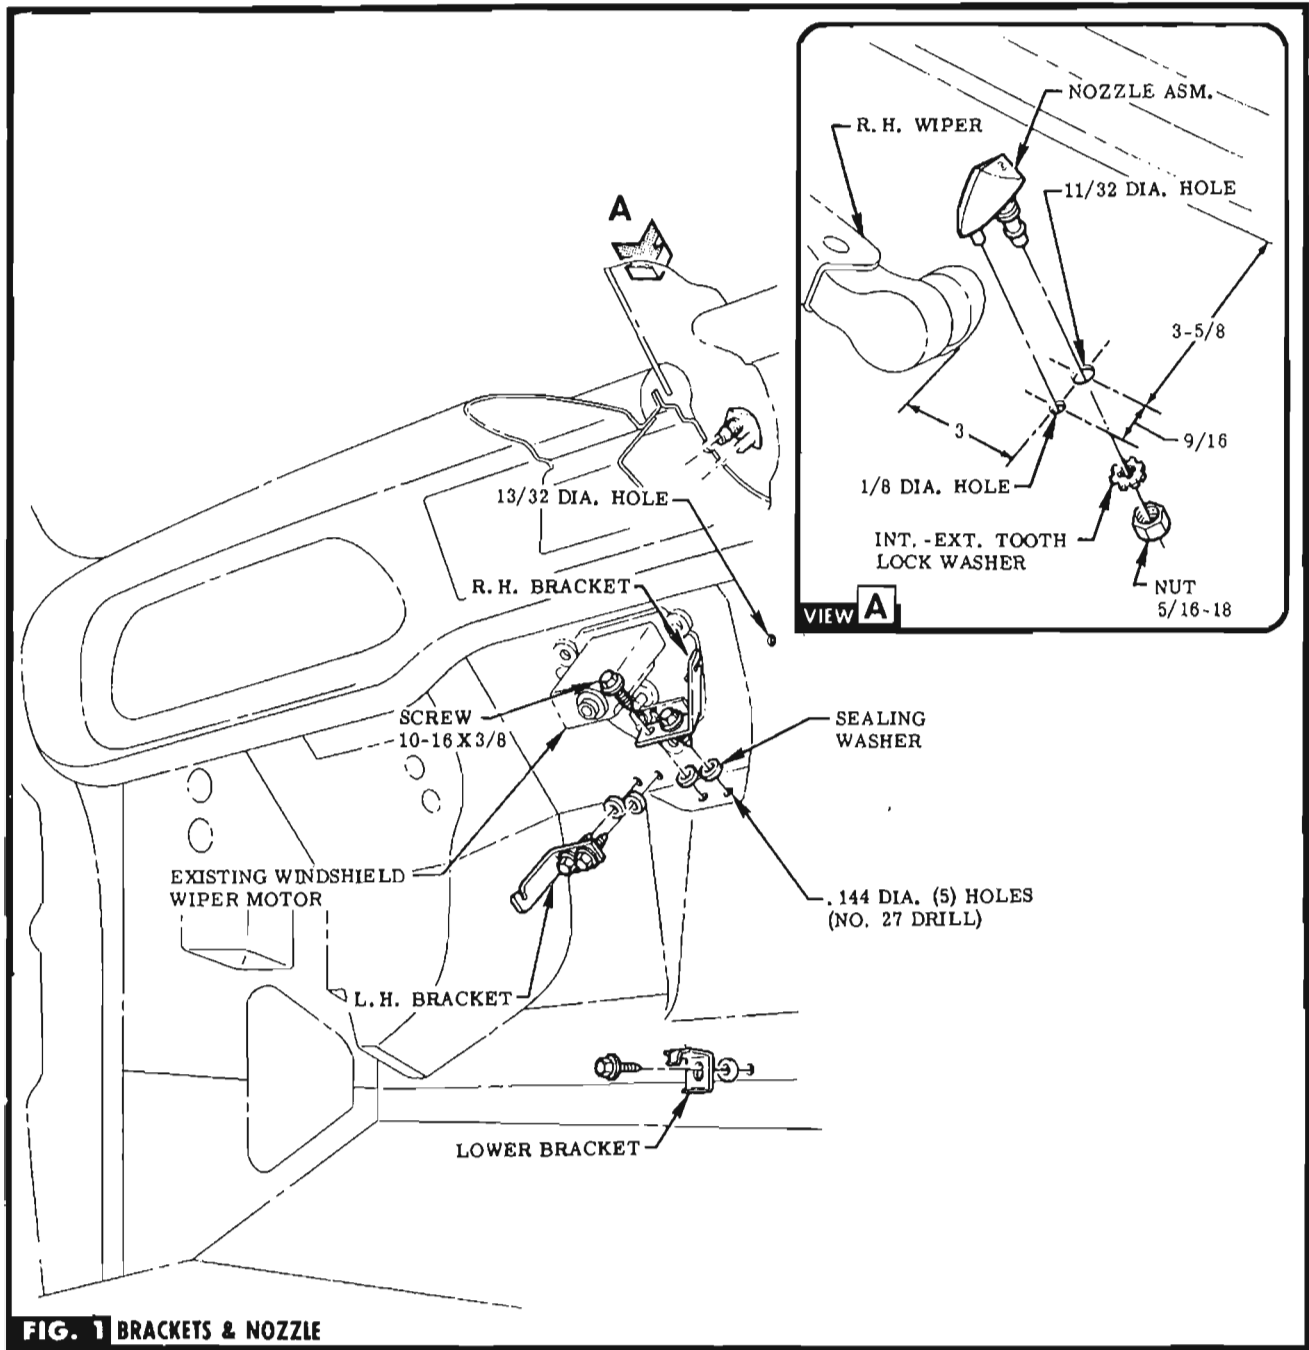 NOZZLE ASM.
R.H. WIPER
11/32 DIA. HOLE
A
3-5/8
3
9/16
1/8 DIA. HOLE
INT.-EXT. TOOTH
LOCK WASHER
NUT
5/16-18
VIEW A
13/32 DIA. HOLE
R.H. BRACKET
SCREW
10-16 X 3/8
SEALING
WASHER
EXISTING WINDSHIELD
WIPER MOTOR
.144 DIA. (5) HOLES
(NO. 27 DRILL)
L.H. BRACKET
LOWER BRACKET
FIG. 1 BRACKETS & NOZZLE